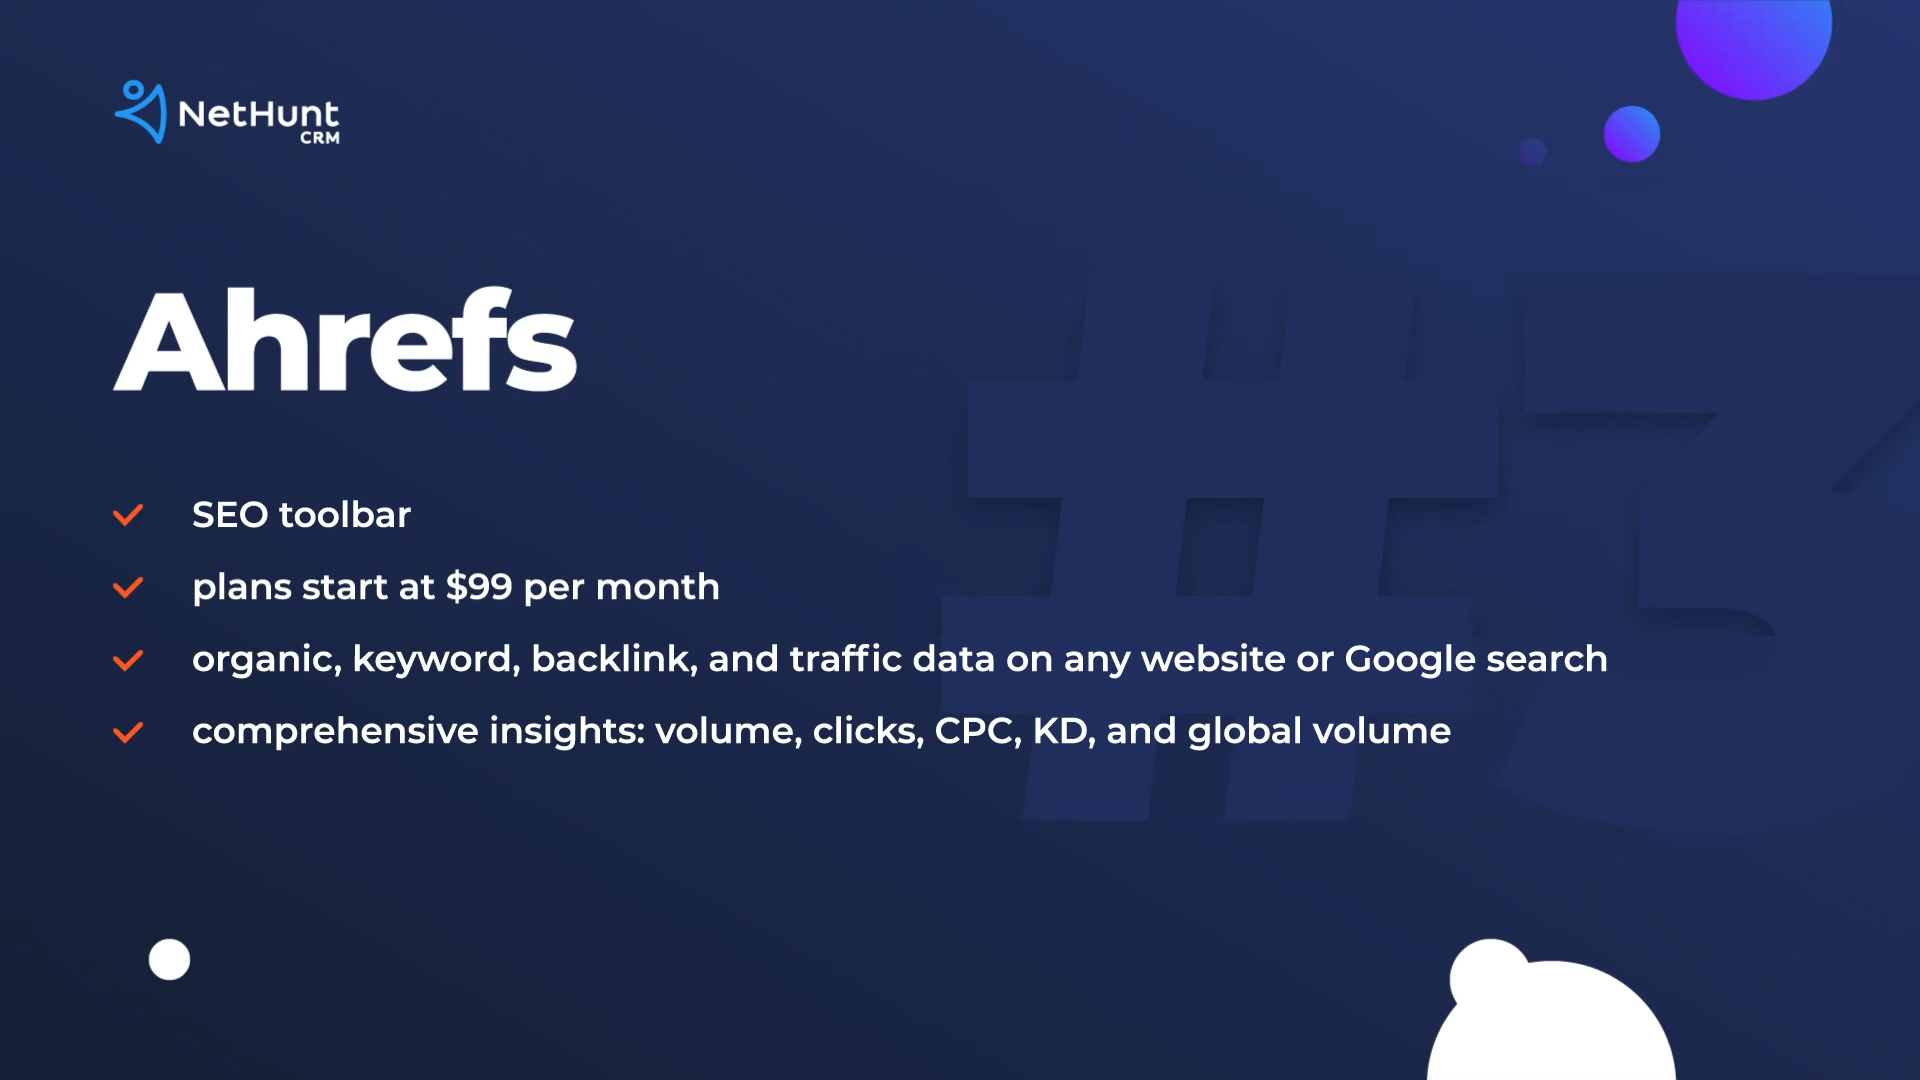 NetHunt
CRM
Ahrefs
#3
SEO toolbar
plans start at $99 per month
organic, keyword, backlink, and traffic data on any website or Google search
comprehensive insights: volume, clicks, CPC, KD, and global volume